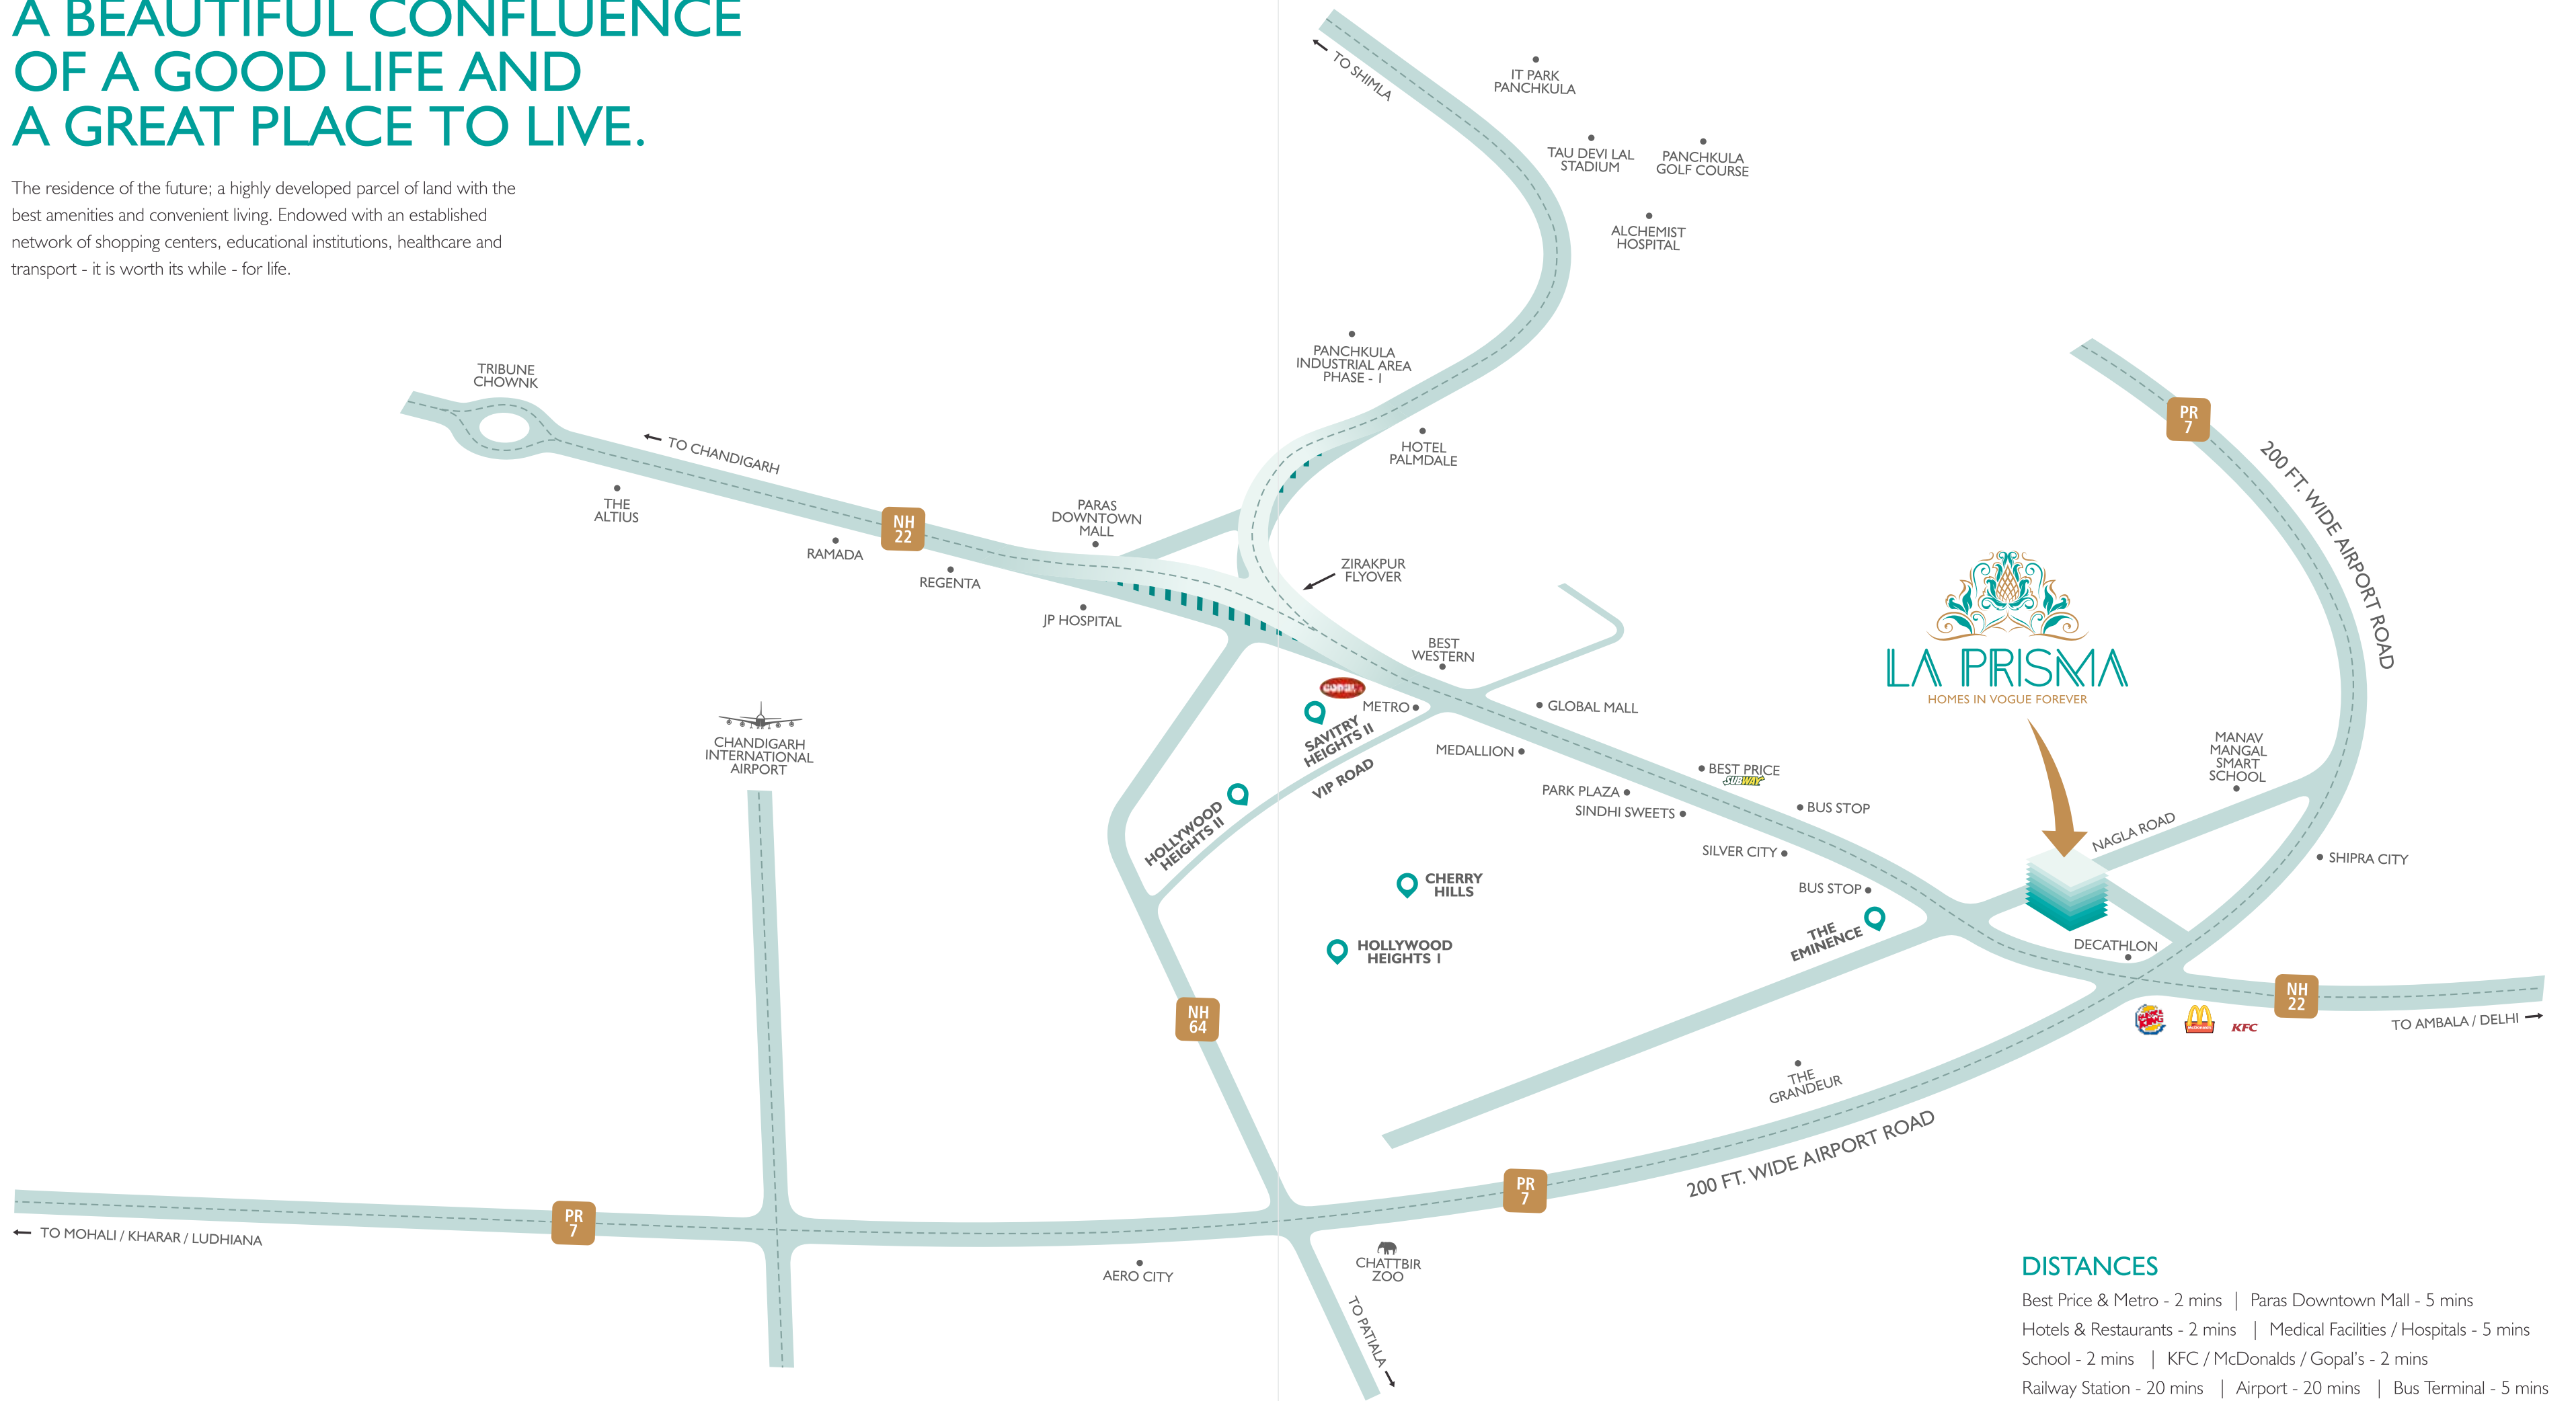 A BEAUTIFUL CONFLUENCE
OF A GOOD LIFE AND
A GREAT PLACE TO LIVE.
The residence of the future; a highly developed parcel of land with the
best amenities and convenient living. Endowed with an established
network of shopping centers, educational institutions, healthcare and
transport - it is worth its while - for life.
TO SHIMLA
IT PARK
PANCHKULA
TAU DEVI LAL
STADIUM
PANCHKULA
GOLF COURSE
ALCHEMIST
HOSPITAL
PANCHKULA
INDUSTRIAL AREA
PHASE - I
HOTEL
PALMDALE
TRIBUNE
CHOWNK
TO CHANDIGARH
THE
ALTIUS
RAMADA
NH
22
REGENTA
PARAS
DOWNTOWN
MALL
JP HOSPITAL
ZIRAKPUR
FLYOVER
BEST
WESTERN
METRO
SAVITRY
HEIGHTS II
VIP ROAD
HOLLYWOOD
HEIGHTS II
GLOBAL MALL
MEDALLION
BEST PRICE
SUBWAY
PARK PLAZA
SINDHI SWEETS
BUS STOP
SILVER CITY
BUS STOP
THE
EMINENCE
CHERRY
HILLS
HOLLYWOOD
HEIGHTS I
PR
7
200 FT. WIDE AIRPORT ROAD
LA PRISMA
HOMES IN VOGUE FOREVER
MANAV
MANGAL
SMART
SCHOOL
NAGLA ROAD
SHIPRA CITY
DECATHLON
BURGER
KING
McDonald's
KFC
NH
22
TO AMBALA / DELHI
CHANDIGARH
INTERNATIONAL
AIRPORT
NH
64
THE
GRANDEUR
200 FT. WIDE AIRPORT ROAD
PR
7
PR
7
TO MOHALI / KHARAR / LUDHIANA
AERO CITY
CHATTBIR
ZOO
TO PATIALA
DISTANCES
Best Price & Metro - 2 mins | Paras Downtown Mall - 5 mins
Hotels & Restaurants - 2 mins | Medical Facilities / Hospitals - 5 mins
School - 2 mins | KFC / McDonalds / Gopal's - 2 mins
Railway Station - 20 mins | Airport - 20 mins | Bus Terminal - 5 mins